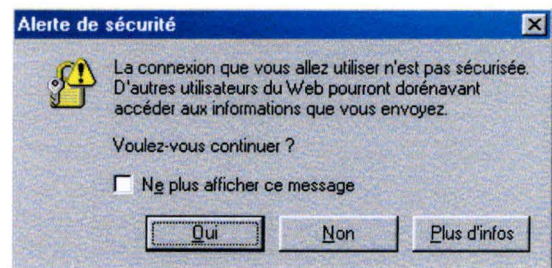 Alerte de sécurité
La connexion que vous allez utiliser n'est pas sécurisée.
D'autres utilisateurs du Web pourront dorénavant
accéder aux informations que vous envoyez.
Voulez-vous continuer ?
Ne plus afficher ce message
Oui Non Plus d'infos